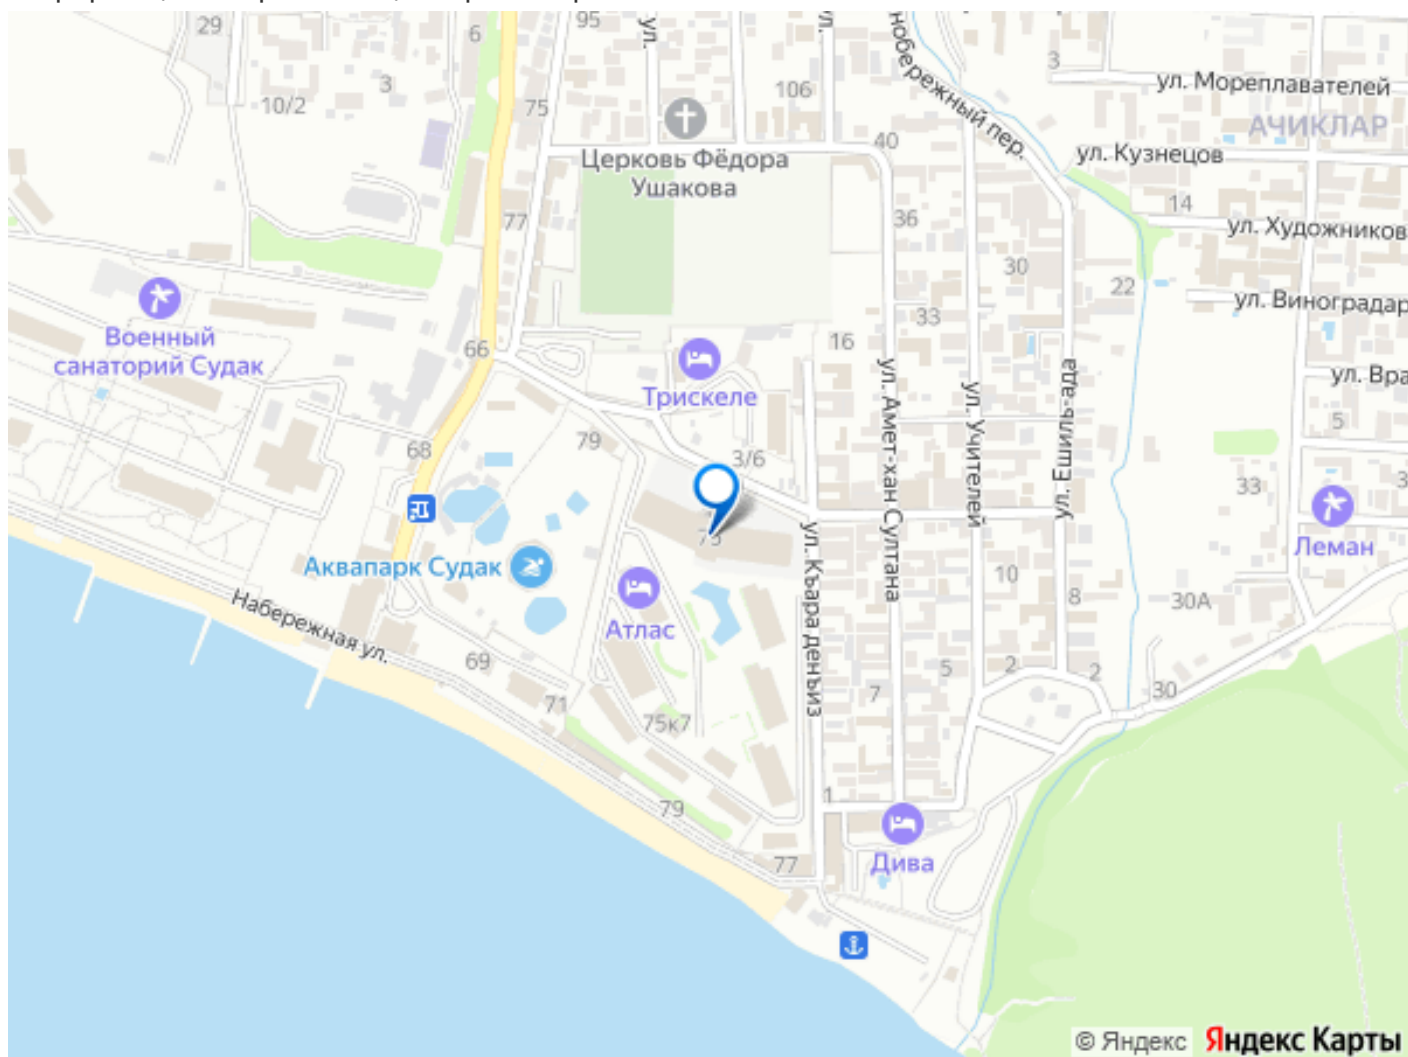 29
6
95
ул.
ул.
нобережный пер.
3
ул. Мореплавателей
10/2
3
75
106
АЧИКЛАР
40
ул. Кузнецов
Церковь Фёдора
Ушакова
14
77
36
ул. Художников
30
22
ул. Виноградар
Военный
санаторий Судак
33
16
66
Трискеле
ул. Амет-хан Султана
ул. Учителей
ул. Ешиль-ада
ул. Вра
5
79
68
3/6
33
3
Леман
Аквапарк Судак
Атлас
ул. Къара денъиз
10
8
30А
Набережная ул.
69
71
75к7
7
5
2
2
30
79
1
77
Дива
© Яндекс
Яндекс Карты